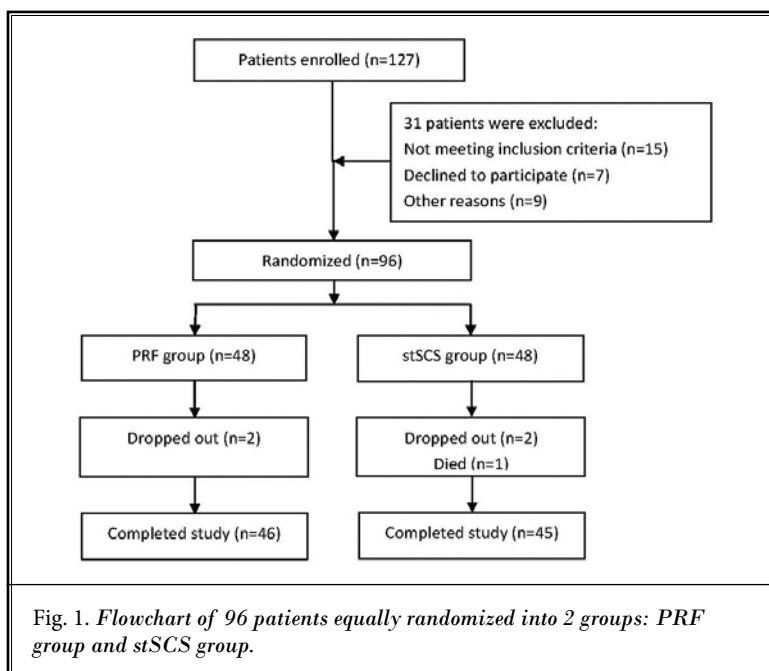 Patients enrolled (n=127)
31 patients were excluded:
Not meeting inclusion criteria (n=15)
Declined to participate (n=7)
Other reasons (n=9)
Randomized (n=96)
PRF group (n=48)
stSCS group (n=48)
Dropped out (n=2)
Dropped out (n=2)
Died (n=1)
Completed study (n=46)
Completed study (n=45)
Fig. 1. Flowchart of 96 patients equally randomized into 2 groups: PRF
group and stSCS group.